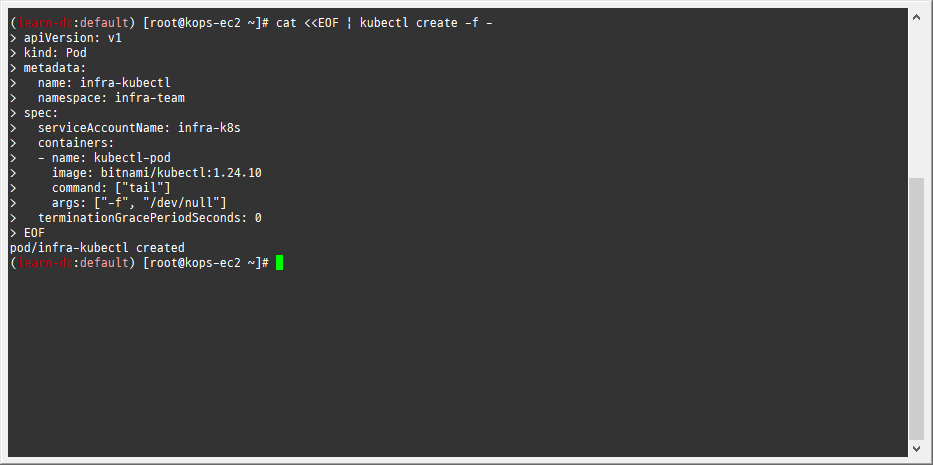 (learn-dc:default) [root@kops-ec2 ~]# cat <<EOF | kubectl create -f -
> apiVersion: v1
> kind: Pod
> metadata:
>   name: infra-kubectl
>   namespace: infra-team
> spec:
>   serviceAccountName: infra-k8s
>   containers:
>   - name: kubectl-pod
>     image: bitnami/kubectl:1.24.10
>     command: ["tail"]
>     args: ["-f", "/dev/null"]
>   terminationGracePeriodSeconds: 0
> EOF
pod/infra-kubectl created
(learn-dc:default) [root@kops-ec2 ~]#